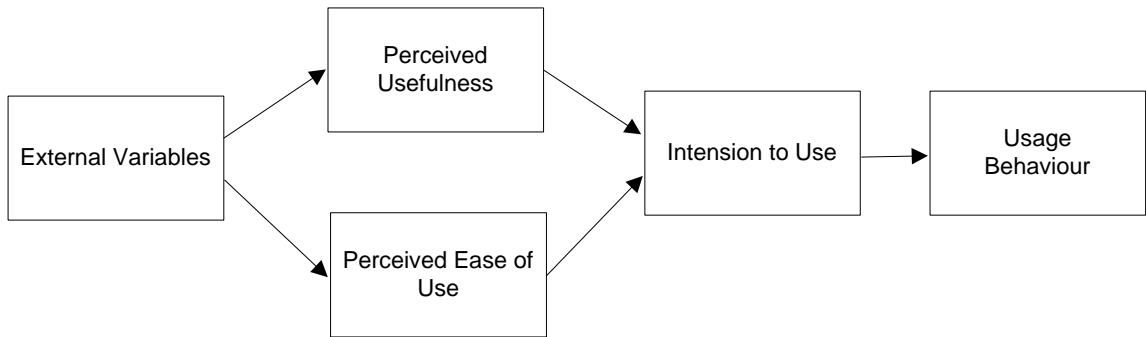 Perceived
Usefulness
External Variables
Intension to Use
Usage
Behaviour
Perceived Ease of
Use